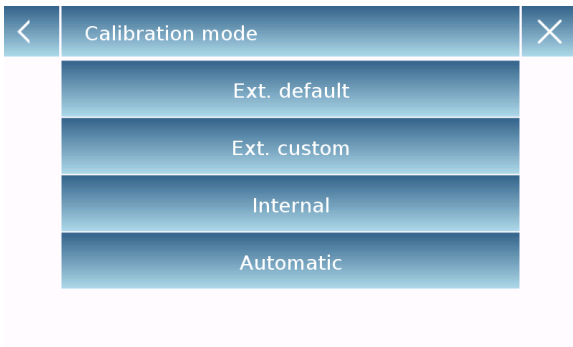 Calibration mode
Ext. default
Ext. custom
Internal
Automatic